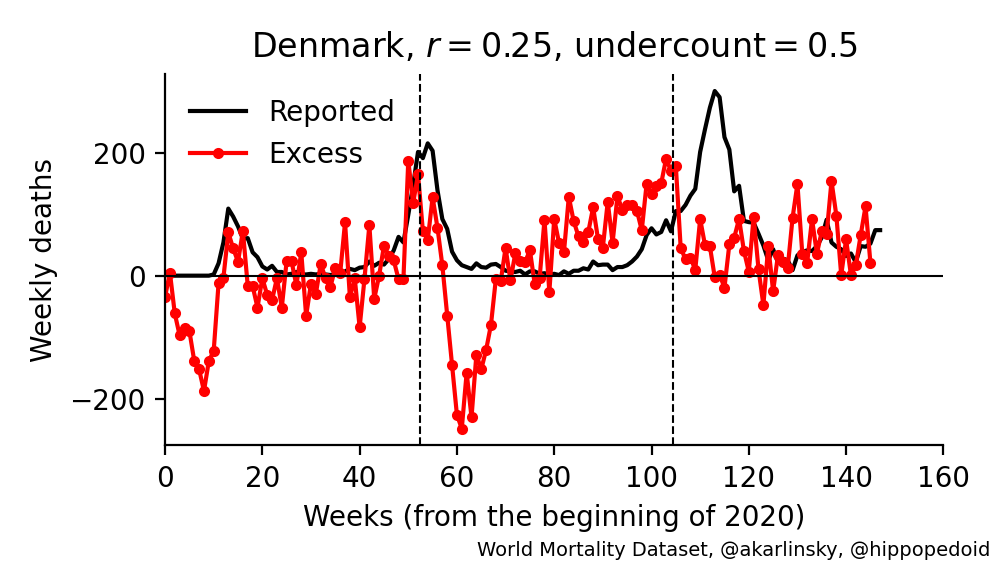 Denmark, r = 0.25, undercount = 0.5
Reported
Excess
Weekly deaths
200
0
−200
0 20 40 60 80 100 120 140 160
Weeks (from the beginning of 2020)
World Mortality Dataset, @akarlinsky, @hippopedoid